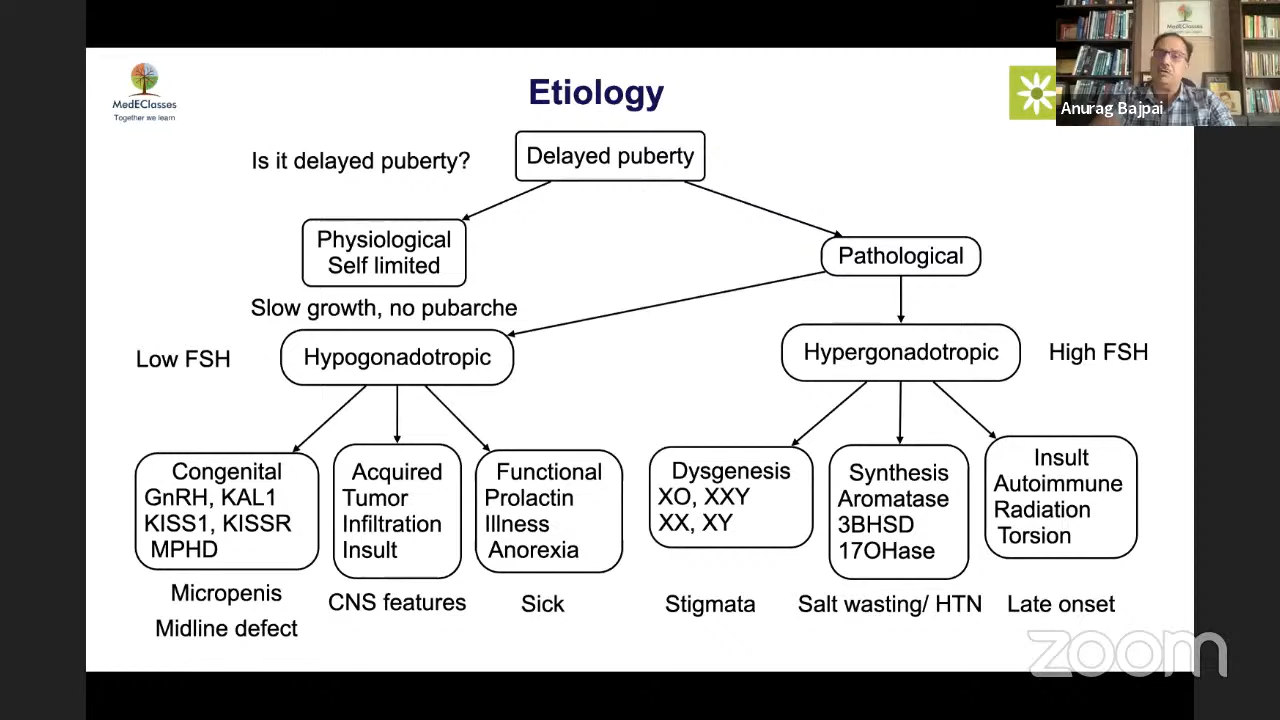 MedEClasses
Together we learn
Etiology
MedEClasses
Anurag Bajpai
Is it delayed puberty?
Delayed puberty
Physiological
Self limited
Pathological
Slow growth, no pubarche
Low FSH
Hypogonadotropic
Hypergonadotropic
High FSH
Congenital
GnRH, KAL1
KISS1, KISSR
MPHD
Acquired
Tumor
Infiltration
Insult
Functional
Prolactin
Illness
Anorexia
Dysgenesis
XO, XXY
XX, XY
Synthesis
Aromatase
3BHSD
17OHase
Insult
Autoimmune
Radiation
Torsion
Micropenis
Midline defect
CNS features
Sick
Stigmata
Salt wasting/ HTN
Late onset
zoom